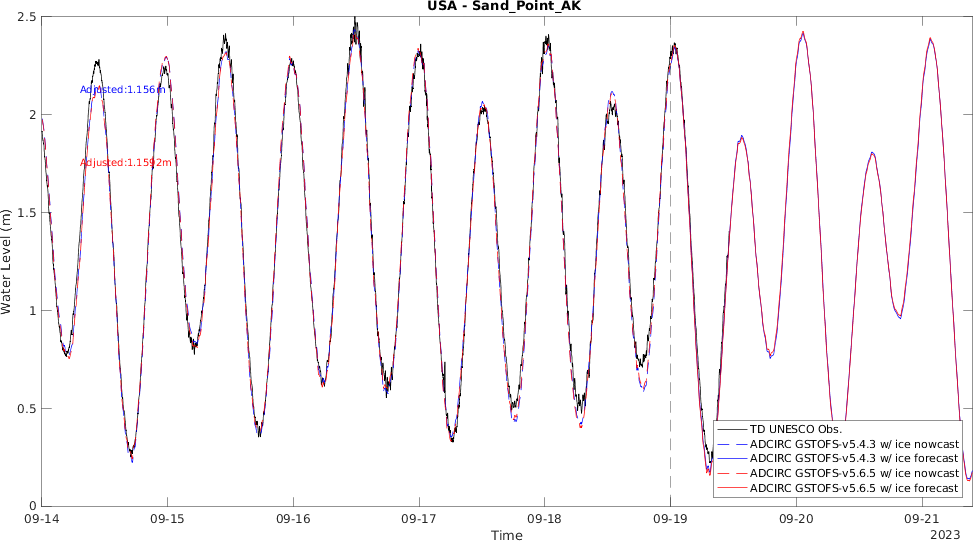 USA - Sand_Point_AK
2.5
2
1.5
1
0.5
0
Water Level (m)
Adjusted:1.156m
Adjusted:1.1592m
TD UNESCO Obs.
ADCIRC GSTOFS-v5.4.3 w/ ice nowcast
ADCIRC GSTOFS-v5.4.3 w/ ice forecast
ADCIRC GSTOFS-v5.6.5 w/ ice nowcast
ADCIRC GSTOFS-v5.6.5 w/ ice forecast
09-14 09-15 09-16 09-17 09-18 09-19 09-20 09-21
Time
2023